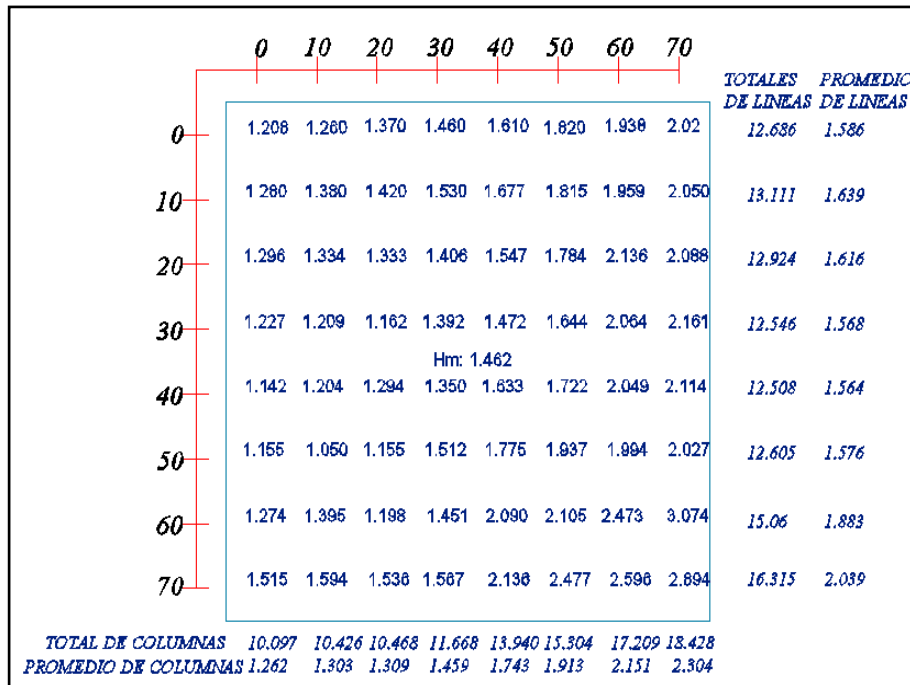 0 10 20 30 40 50 60 70
TOTALES PROMEDIO
DE LINEAS DE LINEAS
0 1.208 1.260 1.370 1.460 1.610 1.820 1.938 2.02 12.686 1.586
10 1.280 1.380 1.420 1.530 1.677 1.815 1.959 2.050 13.111 1.639
20 1.296 1.334 1.333 1.406 1.547 1.784 2.136 2.088 12.924 1.616
30 1.227 1.209 1.162 1.392 1.472 1.644 2.064 2.161 12.546 1.568
Hm: 1.462
40 1.142 1.204 1.294 1.350 1.633 1.722 2.049 2.114 12.508 1.564
50 1.155 1.050 1.155 1.512 1.775 1.937 1.994 2.027 12.605 1.576
60 1.274 1.395 1.198 1.451 2.090 2.105 2.473 3.074 15.06 1.883
70 1.515 1.594 1.536 1.567 2.136 2.477 2.596 2.894 16.315 2.039
TOTAL DE COLUMNAS 10.097 10.426 10.468 11.668 13.940 15.304 17.209 18.428
PROMEDIO DE COLUMNAS 1.262 1.303 1.309 1.459 1.743 1.913 2.151 2.304